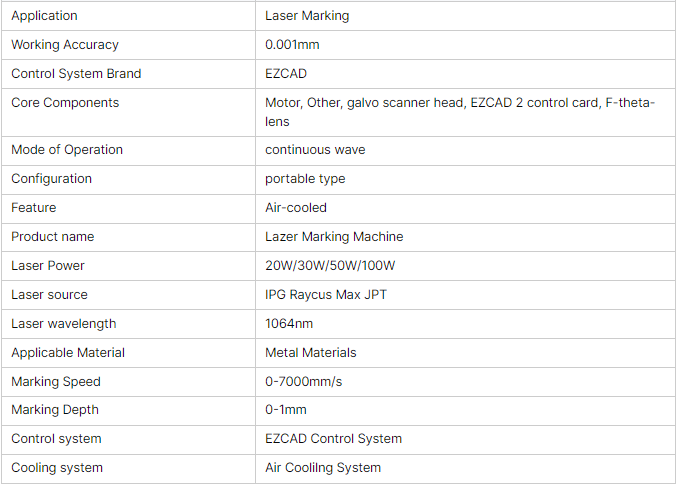 Application Laser Marking
Working Accuracy 0.001mm
Control System Brand EZCAD
Core Components Motor, Other, galvo scanner head, EZCAD 2 control card, F-theta-
lens
Mode of Operation continuous wave
Configuration portable type
Feature Air-cooled
Product name Lazer Marking Machine
Laser Power 20W/30W/50W/100W
Laser source IPG Raycus Max JPT
Laser wavelength 1064nm
Applicable Material Metal Materials
Marking Speed 0-7000mm/s
Marking Depth 0-1mm
Control system EZCAD Control System
Cooling system Air Coolilng System